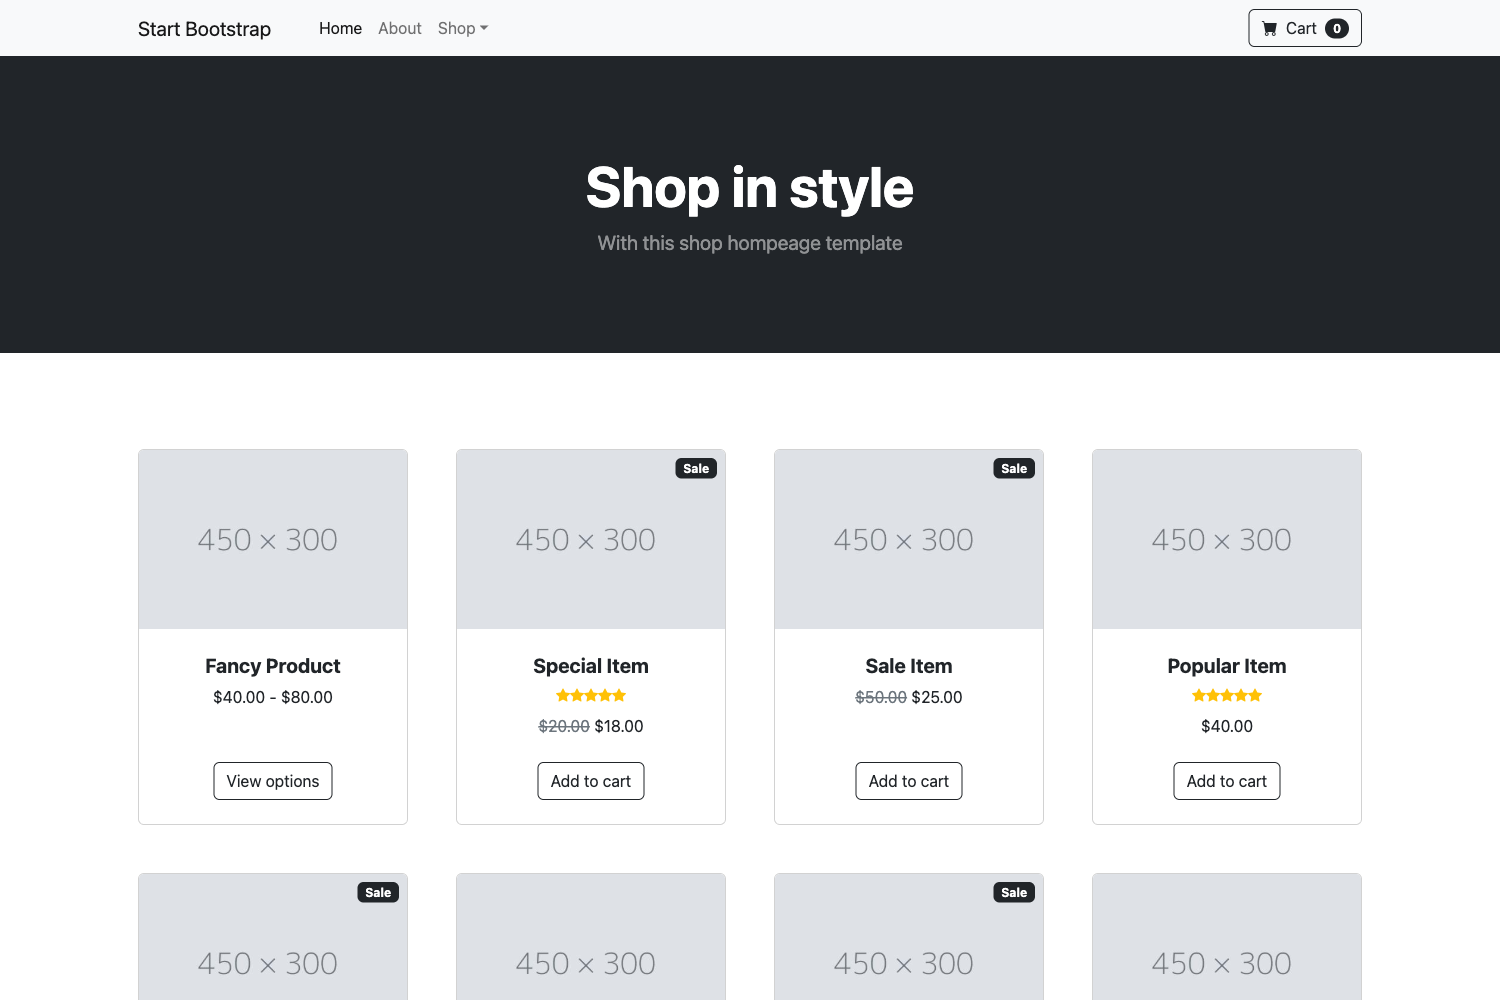 Start Bootstrap
Home
About
Shop
Cart 0
Shop in style
With this shop hompeage template
450 × 300
Fancy Product
$40.00 - $80.00
View options
Sale
450 × 300
Special Item
$20.00 $18.00
Add to cart
Sale
450 × 300
Sale Item
$50.00 $25.00
Add to cart
450 × 300
Popular Item
$40.00
Add to cart
Sale
450 × 300
450 × 300
Sale
450 × 300
450 × 300